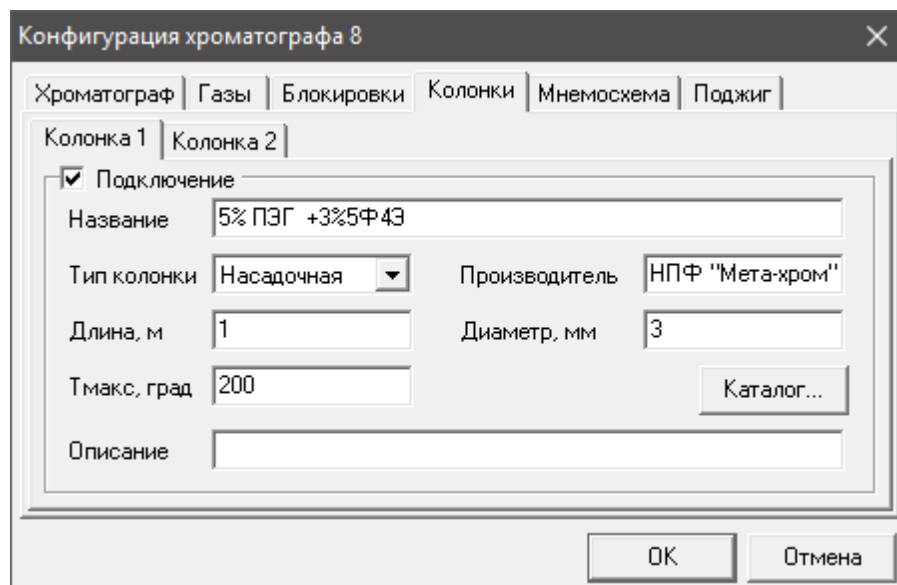 Конфигурация хроматографа 8
Хроматограф Газы Блокировки Колонки Мнемосхема Поджиг
Колонка 1 Колонка 2
Подключение
Название 5% ПЭГ +3%5Ф4Э
Тип колонки Насадочная Производитель НПФ "Мета-хром"
Длина, м 1 Диаметр, мм 3
Тмакс, град 200 Каталог...
Описание
OK Отмена